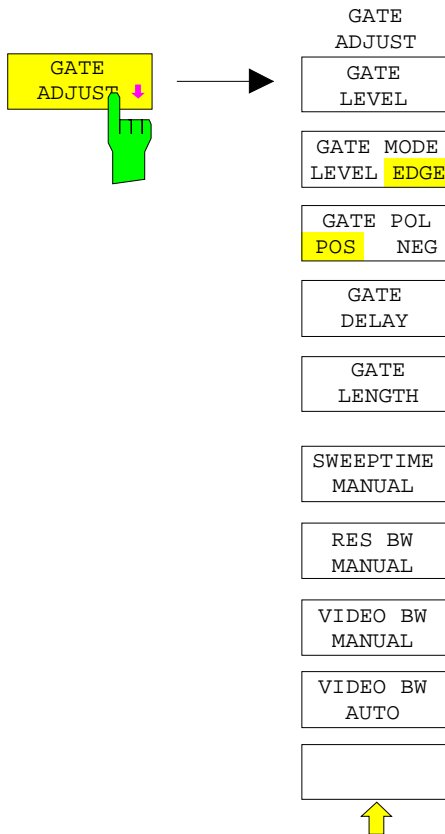 GATE
ADJUST
GATE
ADJUST
GATE
LEVEL
GATE MODE
LEVEL EDGE
GATE POL
POS NEG
GATE
DELAY
GATE
LENGTH
SWEEPTIME
MANUAL
RES BW
MANUAL
VIDEO BW
MANUAL
VIDEO BW
AUTO